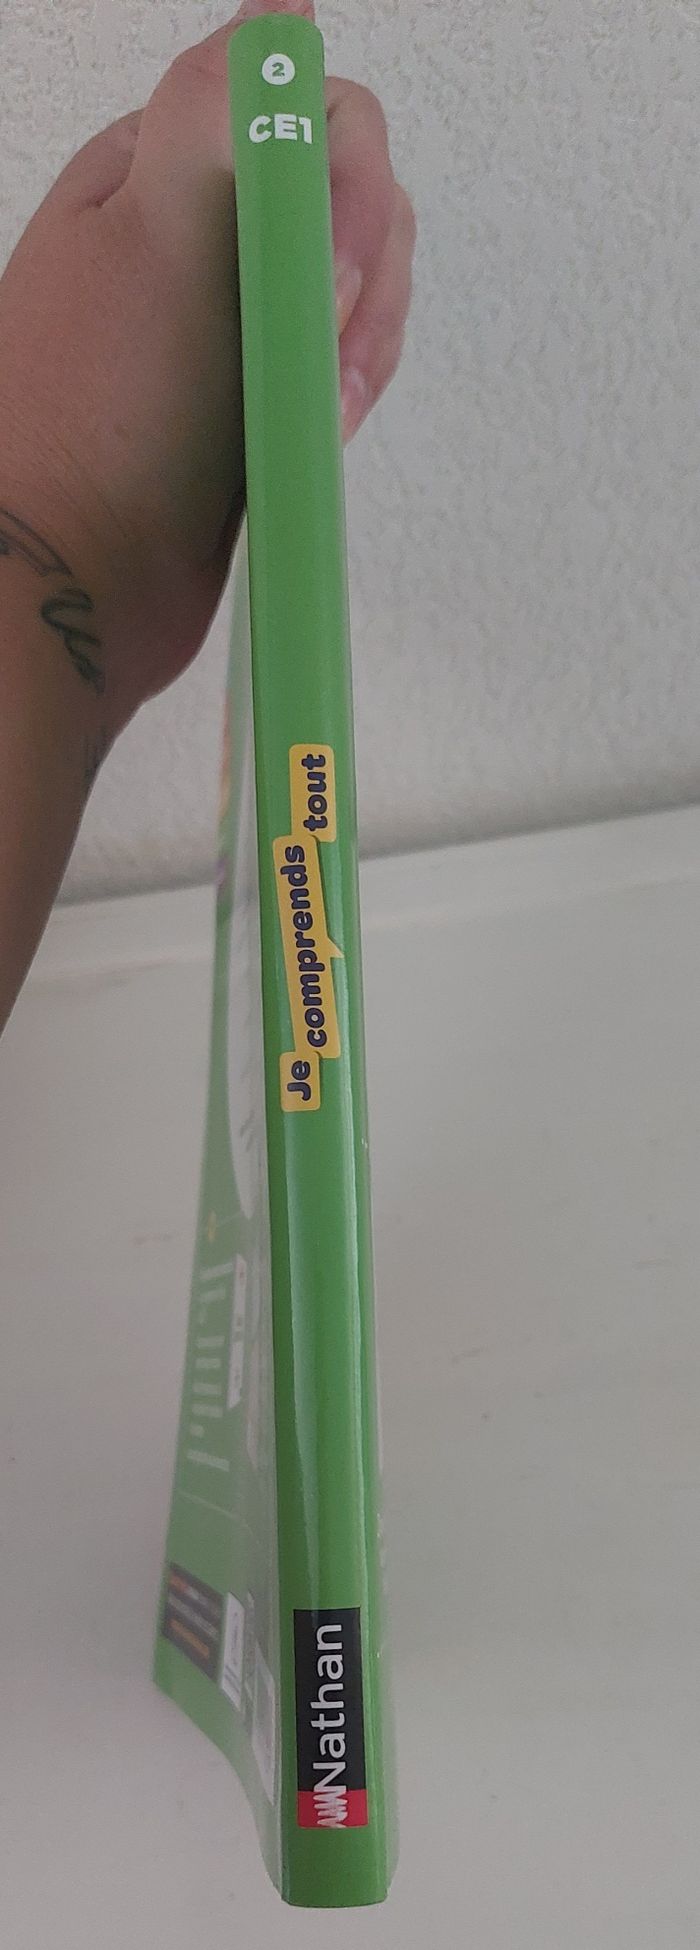 2
CE1
Je comprends tout
Nathan